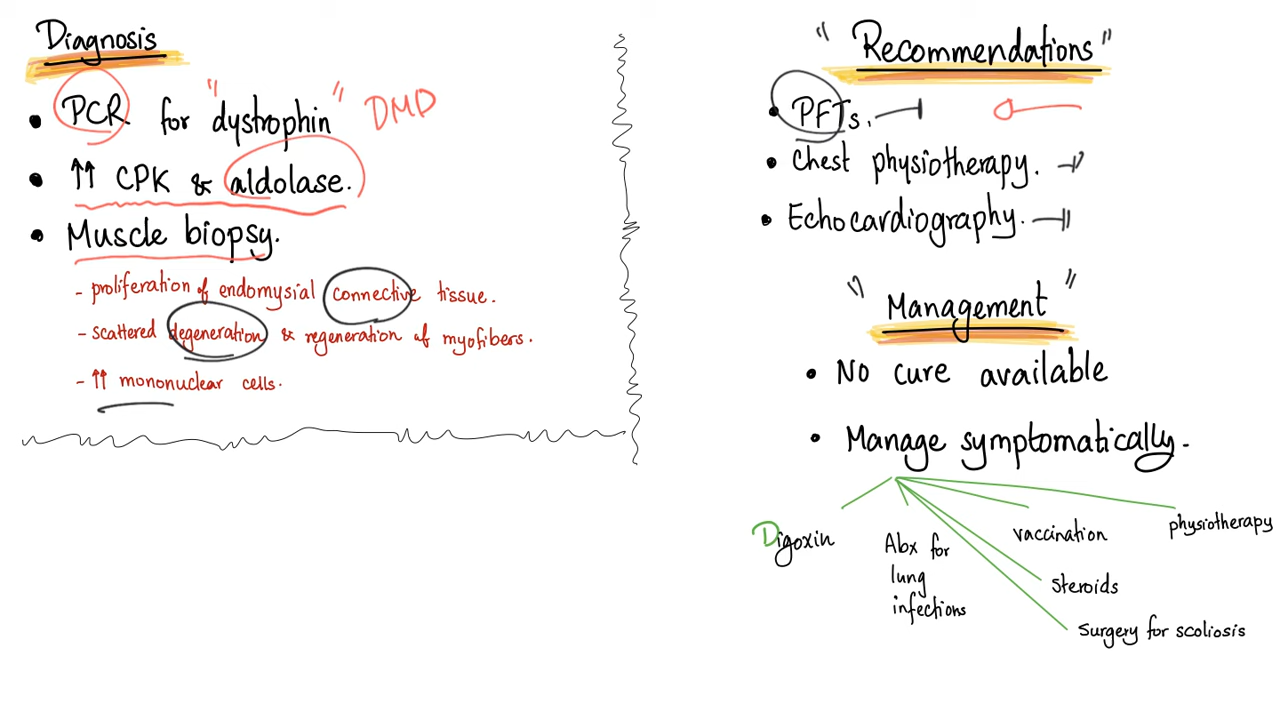 Diagnosis
• PCR for "dystrophin" DMD
• ↑↑ CPK & aldolase.
• Muscle biopsy.
- proliferation of endomysial connective tissue.
- scattered degeneration & regeneration of myofibers.
- ↑↑ mononuclear cells.
"Recommendations"
• PFTs.
• Chest physiotherapy.
• Echocardiography.
"Management"
• No cure available
• Manage symptomatically.
Digoxin
Abx for
lung
infections
vaccination
physiotherapy
Steroids
Surgery for scoliosis